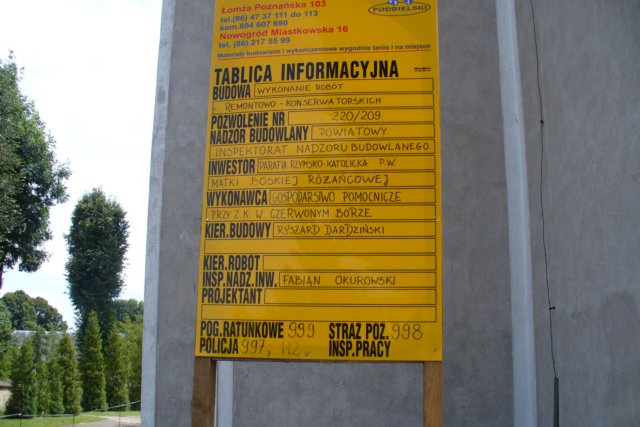 Łomża Poznańska 103
tel.(86) 47 37 111 do 113
kom.604 607 690
Nowogród Miastkowska 16
tel. (86) 217 55 99
PODBIELSKI
Materiały budowlane i wykończeniowe wygodnie tanio i na miejsce
TABLICA INFORMACYJNA
BUDOWA WYKONANIE ROBÓT
REMONTOWO - KONSERWATORSKICH
POZWOLENIE NR 220/209
NADZÓR BUDOWLANY POWIATOWY
INSPEKTORAT NADZORU BUDOWLANEGO
INWESTOR PARAFIA RZYMSKO-KATOLICKA P.W.
MATKI BOSKIEJ RÓŻAŃCOWEJ
WYKONAWCA GOSPODARSTWO POMOCNICZE
PRZY Z.K. W CZERWONYM BORZE
KIER.BUDOWY RYSZARD DARDZIŃSKI
KIER.ROBOT
INSP.NADZ.INW. FABIAN OKUROWSKI
PROJEKTANT
POG.RATUNKOWE 999 STRAŻ POŻ. 998
POLICJA 997, 112 INSP.PRACY